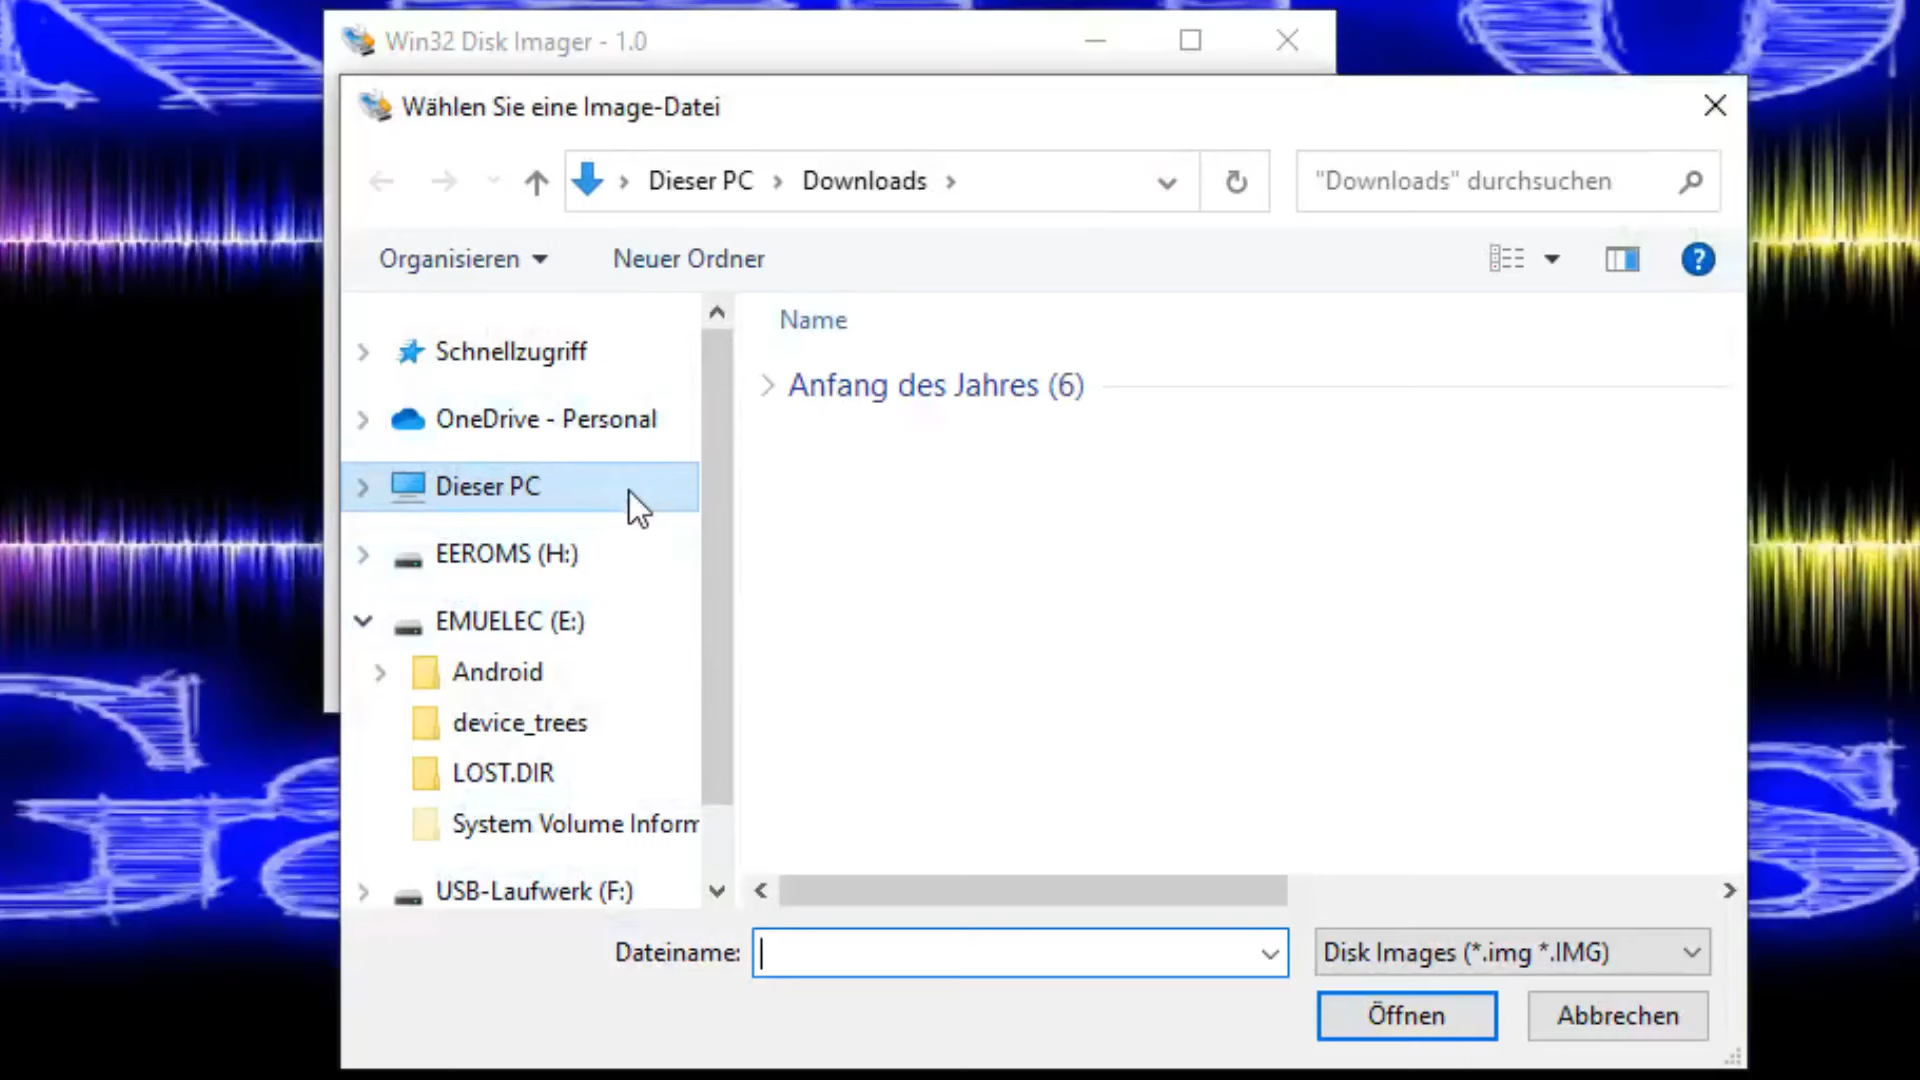 Win32 Disk Imager - 1.0
Wählen Sie eine Image-Datei
Dieser PC
Downloads
"Downloads" durchsuchen
Organisieren
Neuer Ordner
?
Name
Schnellzugriff
Anfang des Jahres (6)
OneDrive - Personal
Dieser PC
EEROMS (H:)
EMUELEC (E:)
Android
device_trees
LOST.DIR
System Volume Inform
USB-Laufwerk (F:)
Dateiname:
Disk Images (*.img *.IMG)
Öffnen
Abbrechen